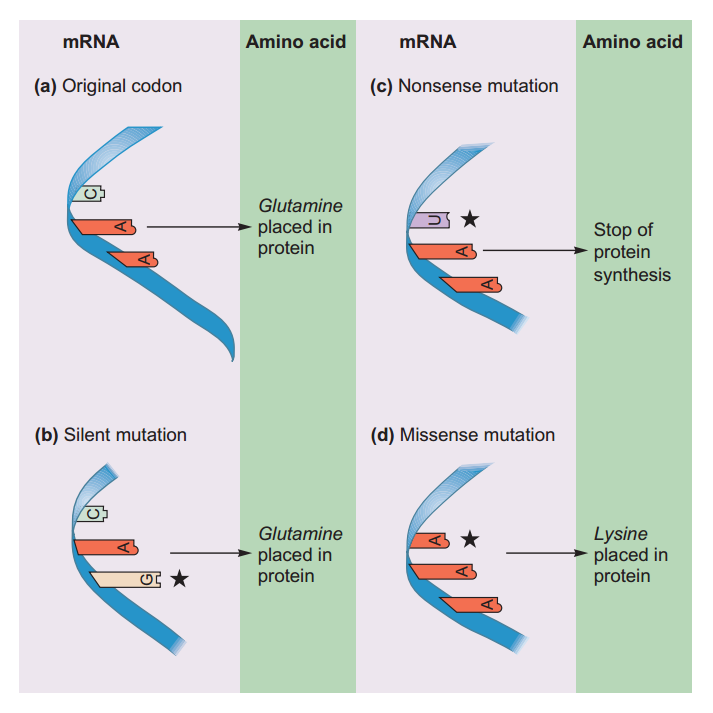 mRNA
Amino acid
(a) Original codon
C
A
A
Glutamine
placed in
protein
(b) Silent mutation
C
A
G
Glutamine
placed in
protein
mRNA
Amino acid
(c) Nonsense mutation
U
A
A
Stop of
protein
synthesis
(d) Missense mutation
A
A
A
Lysine
placed in
protein